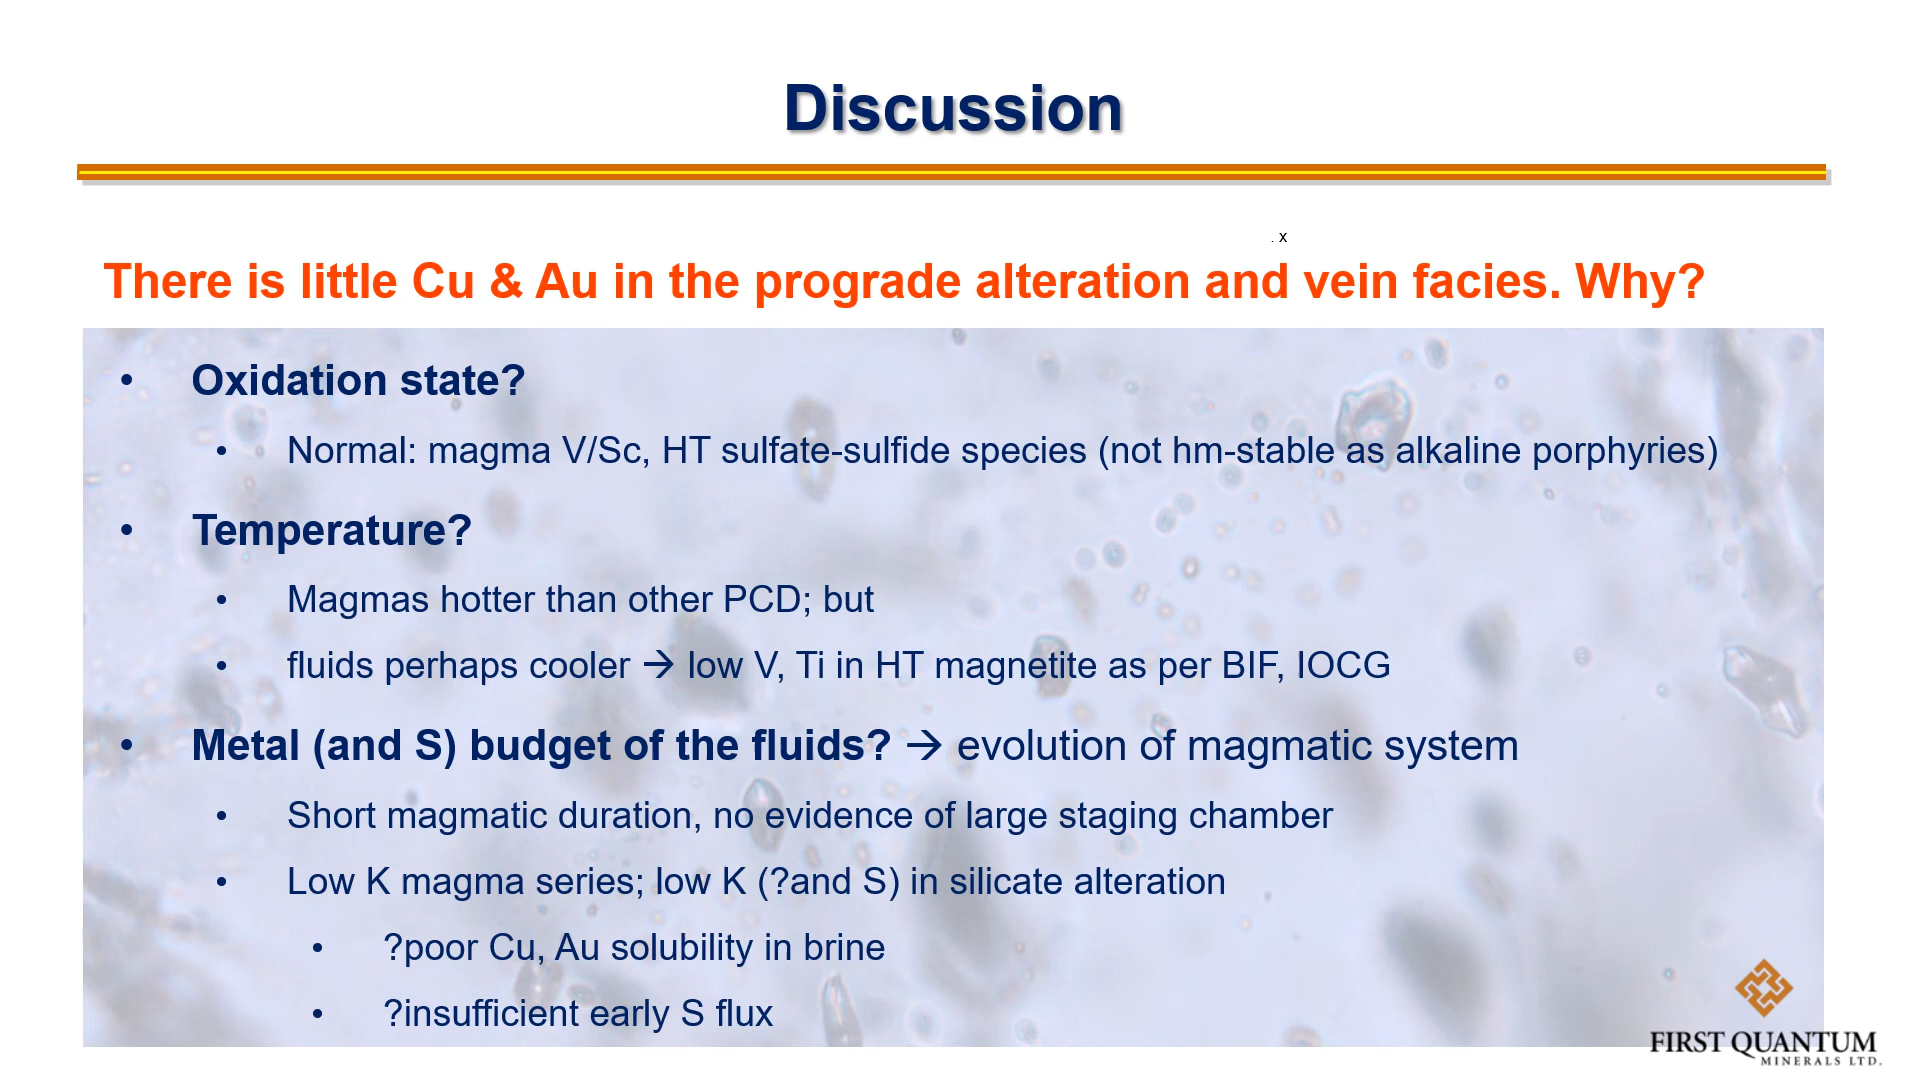 Discussion
. x
There is little Cu & Au in the prograde alteration and vein facies. Why?
• Oxidation state?
• Normal: magma V/Sc, HT sulfate-sulfide species (not hm-stable as alkaline porphyries)
• Temperature?
• Magmas hotter than other PCD; but
• fluids perhaps cooler → low V, Ti in HT magnetite as per BIF, IOCG
• Metal (and S) budget of the fluids? → evolution of magmatic system
• Short magmatic duration, no evidence of large staging chamber
• Low K magma series; low K (?and S) in silicate alteration
• ?poor Cu, Au solubility in brine
• ?insufficient early S flux
FIRST QUANTUM
MINERALS LTD.